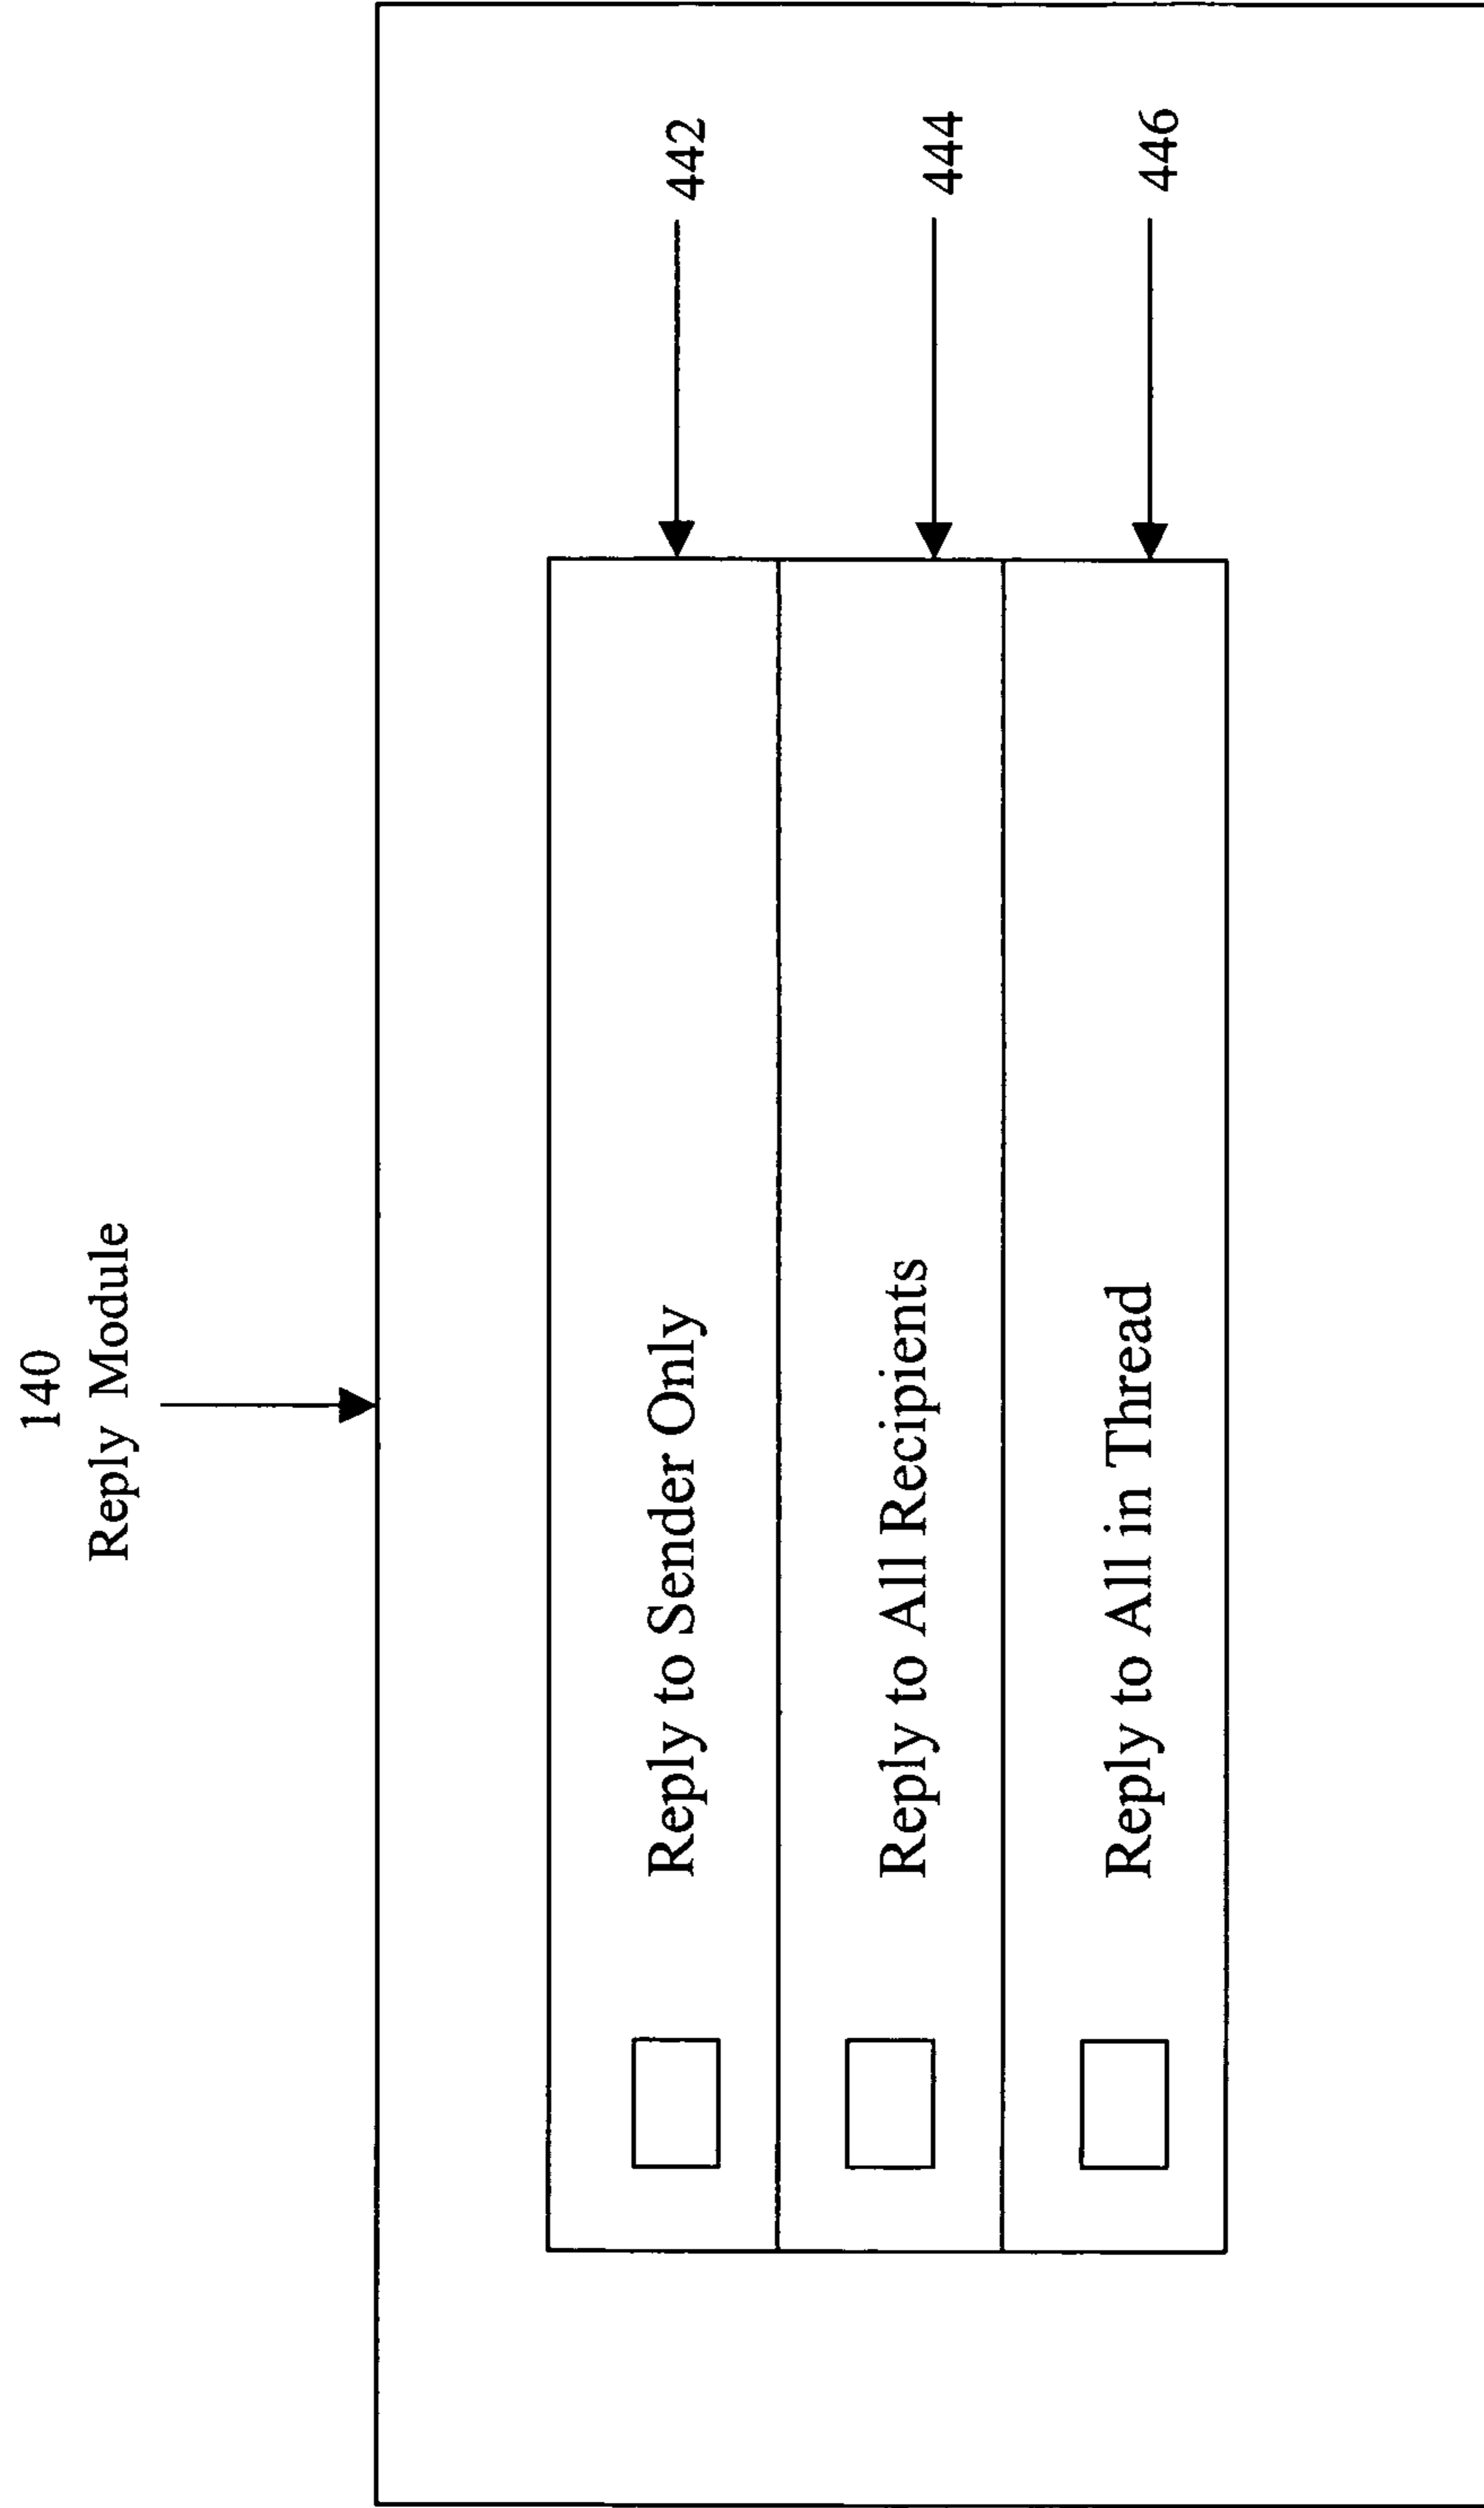 140
Reply Module
Reply to Sender Only
442
Reply to All Recipients
444
Reply to All in Thread
446